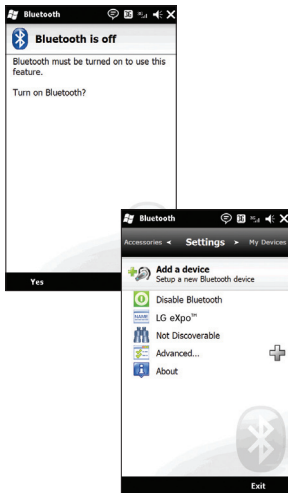 Bluetooth
Bluetooth is off
Bluetooth must be turned on to use this
feature.
Turn on Bluetooth?
Yes
Bluetooth
Accessories Settings My Devices
Add a device
Setup a new Bluetooth device
Disable Bluetooth
LG eXpo™
Not Discoverable
Advanced...
About
Exit